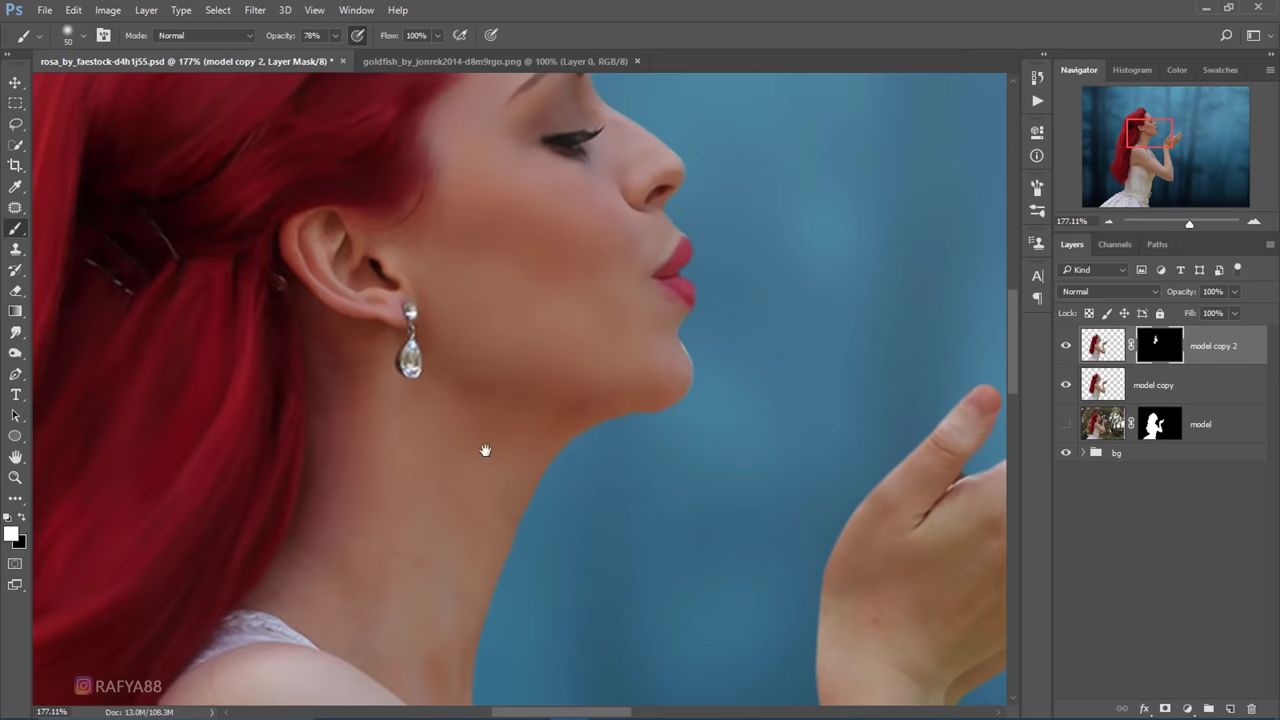 Ps File Edit Image Layer Type Select Filter 3D View Window Help
50 Mode: Normal Opacity: 78% Flow: 100%
rosa_by_faestock-d4h1j55.psd @ 177% (model copy 2, Layer Mask/8) * × goldfish_by_jonrek2014-d8m9rgo.png @ 100% (Layer 0, RGB/8) ×
Navigator Histogram Color Swatches
177.11%
Layers Channels Paths
Kind
Normal Opacity: 100%
Lock: Fill: 100%
model copy 2
model copy
model
bg
RAFYA88
177.11% Doc: 13.0M/108.3M